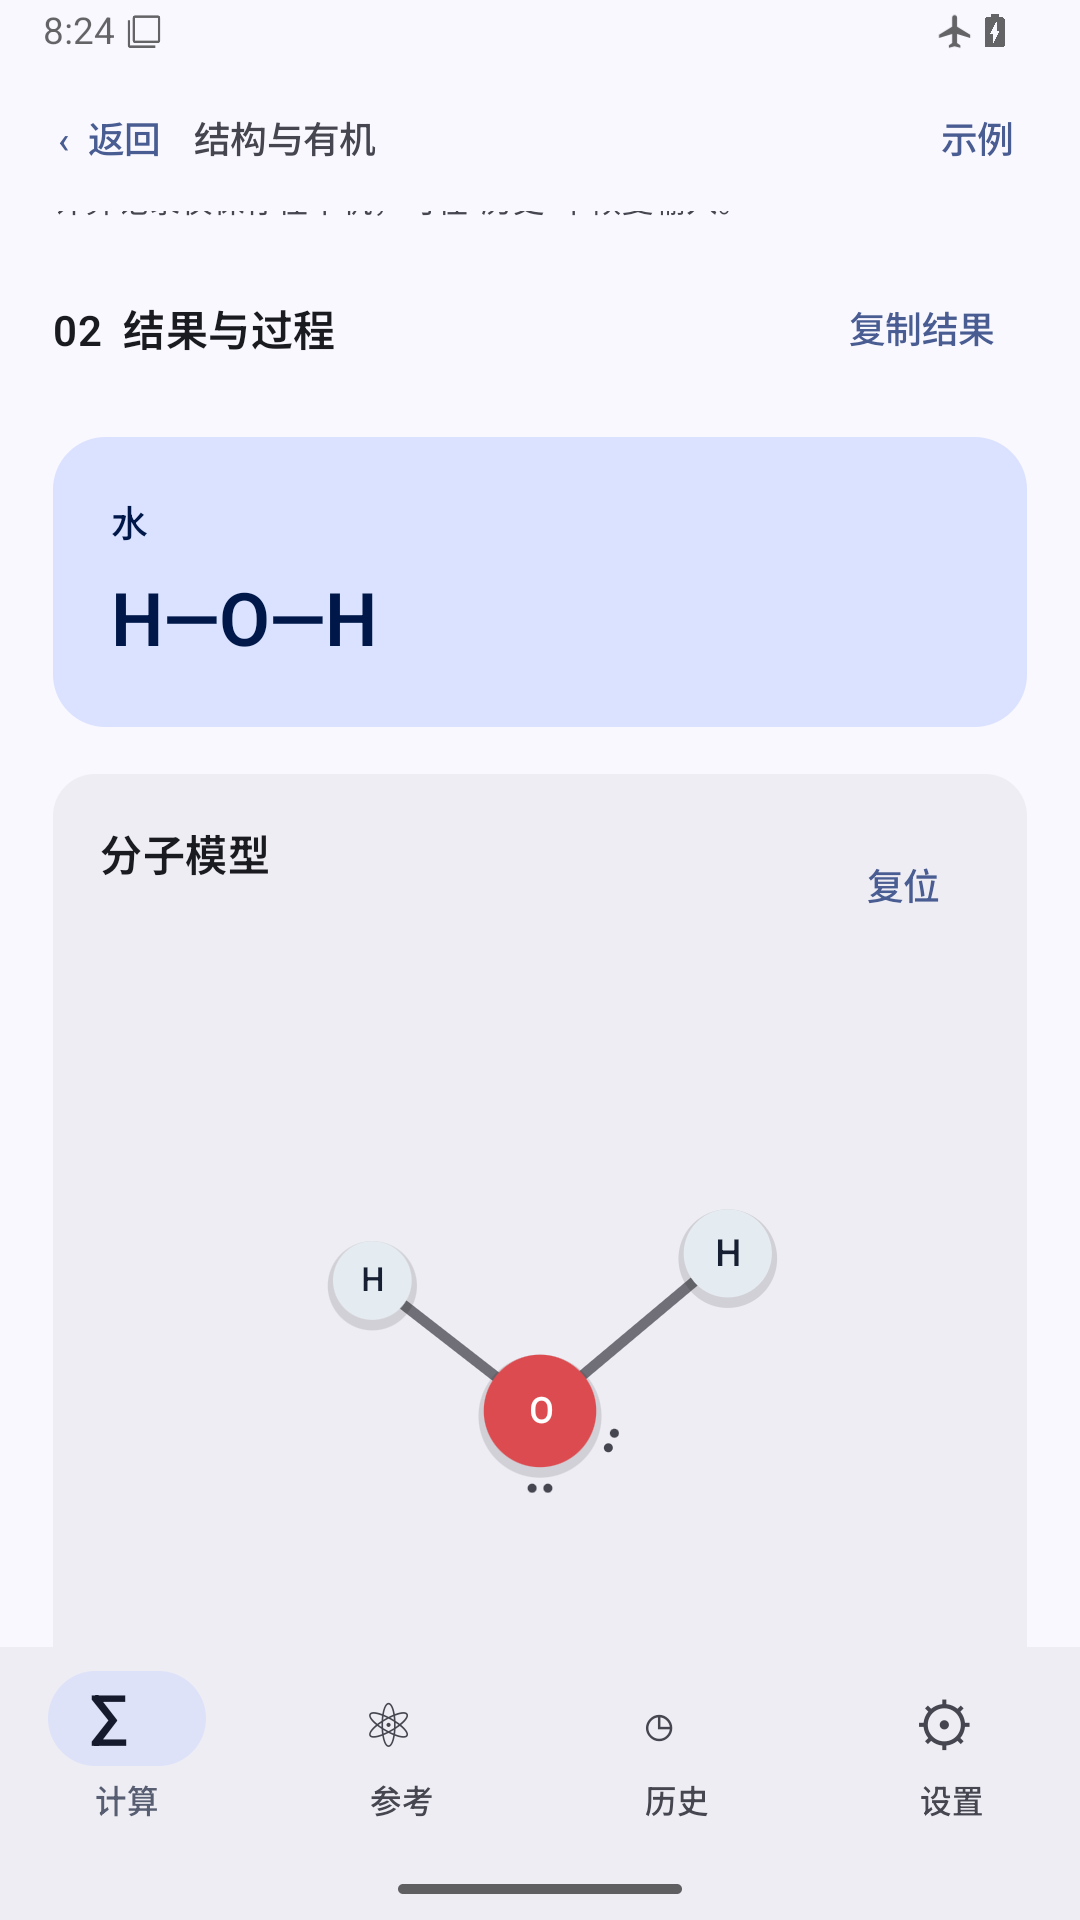 8:24
‹ 返回 结构与有机 示例
02 结果与过程 复制结果
水
H—O—H
分子模型
复位
H
H
O
计算 参考 历史 设置